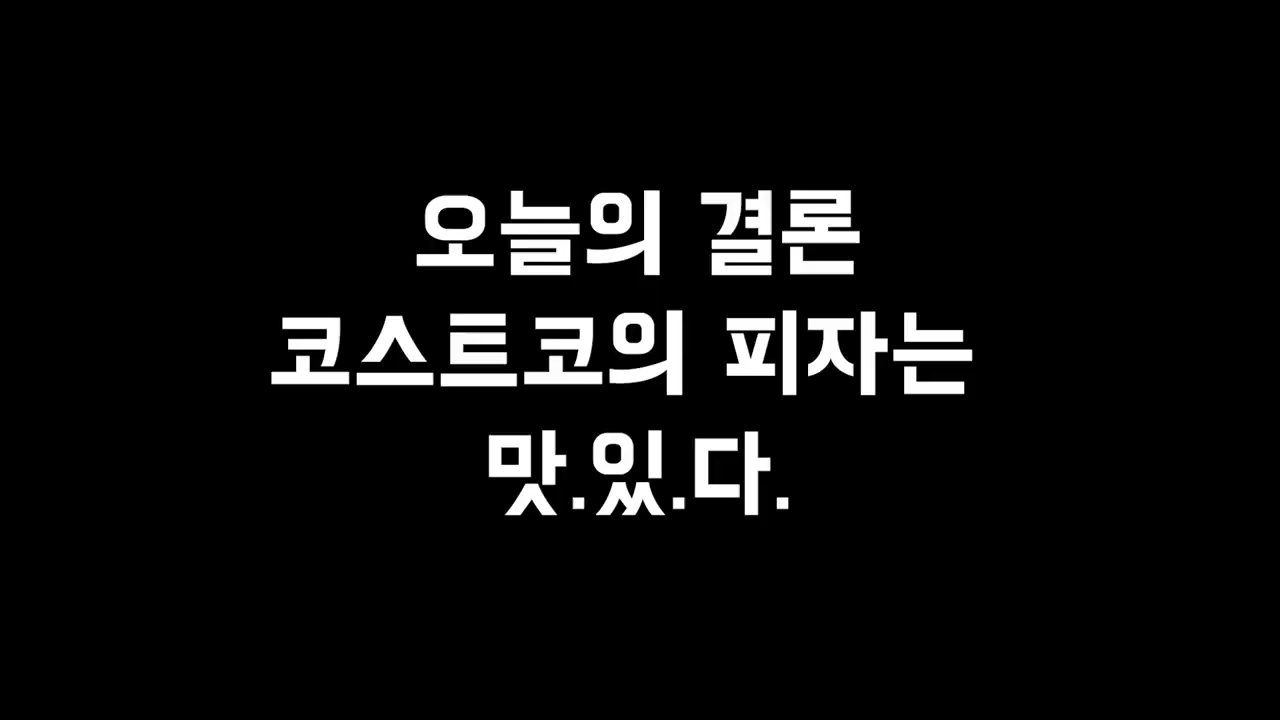 오늘의 결론
코스트코의 피자는
맛.있.다.